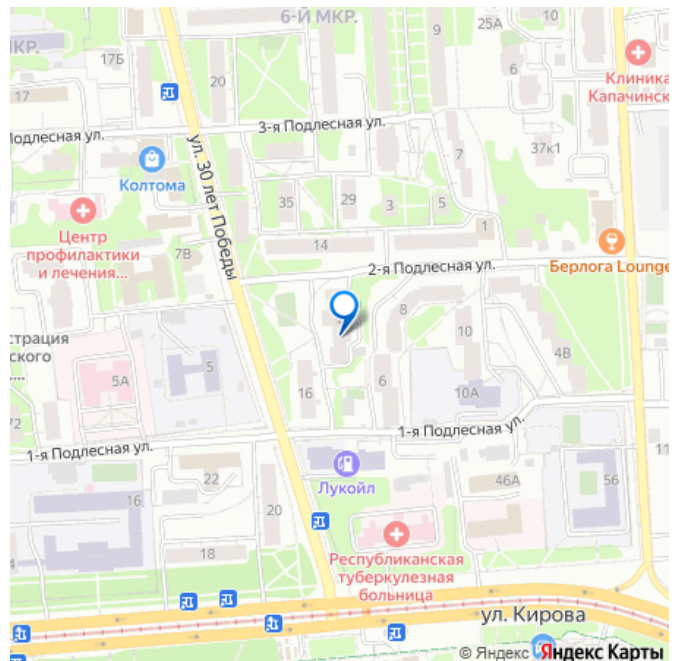 6-Й МКР.
МКР.
25А
10
9
17Б
20
6
17
Клиника
Капачинск
3-я Подлесная ул.
Подлесная ул.
Колтома
ул. 30 лет Победы
7
37к1
35
29
3
5
1
Центр
профилактики
и лечения...
7В
14
2-я Подлесная ул.
Берлога Lounge
8
10
4В
страция
ского
5А
5
16
6
10А
72
1-я Подлесная ул.
1-я Подлесная ул.
11
Лукойл
22
46А
56
16
20
4
18
Республиканская
туберкулезная
больница
ул. Кирова
© Яндекс Яндекс Карты